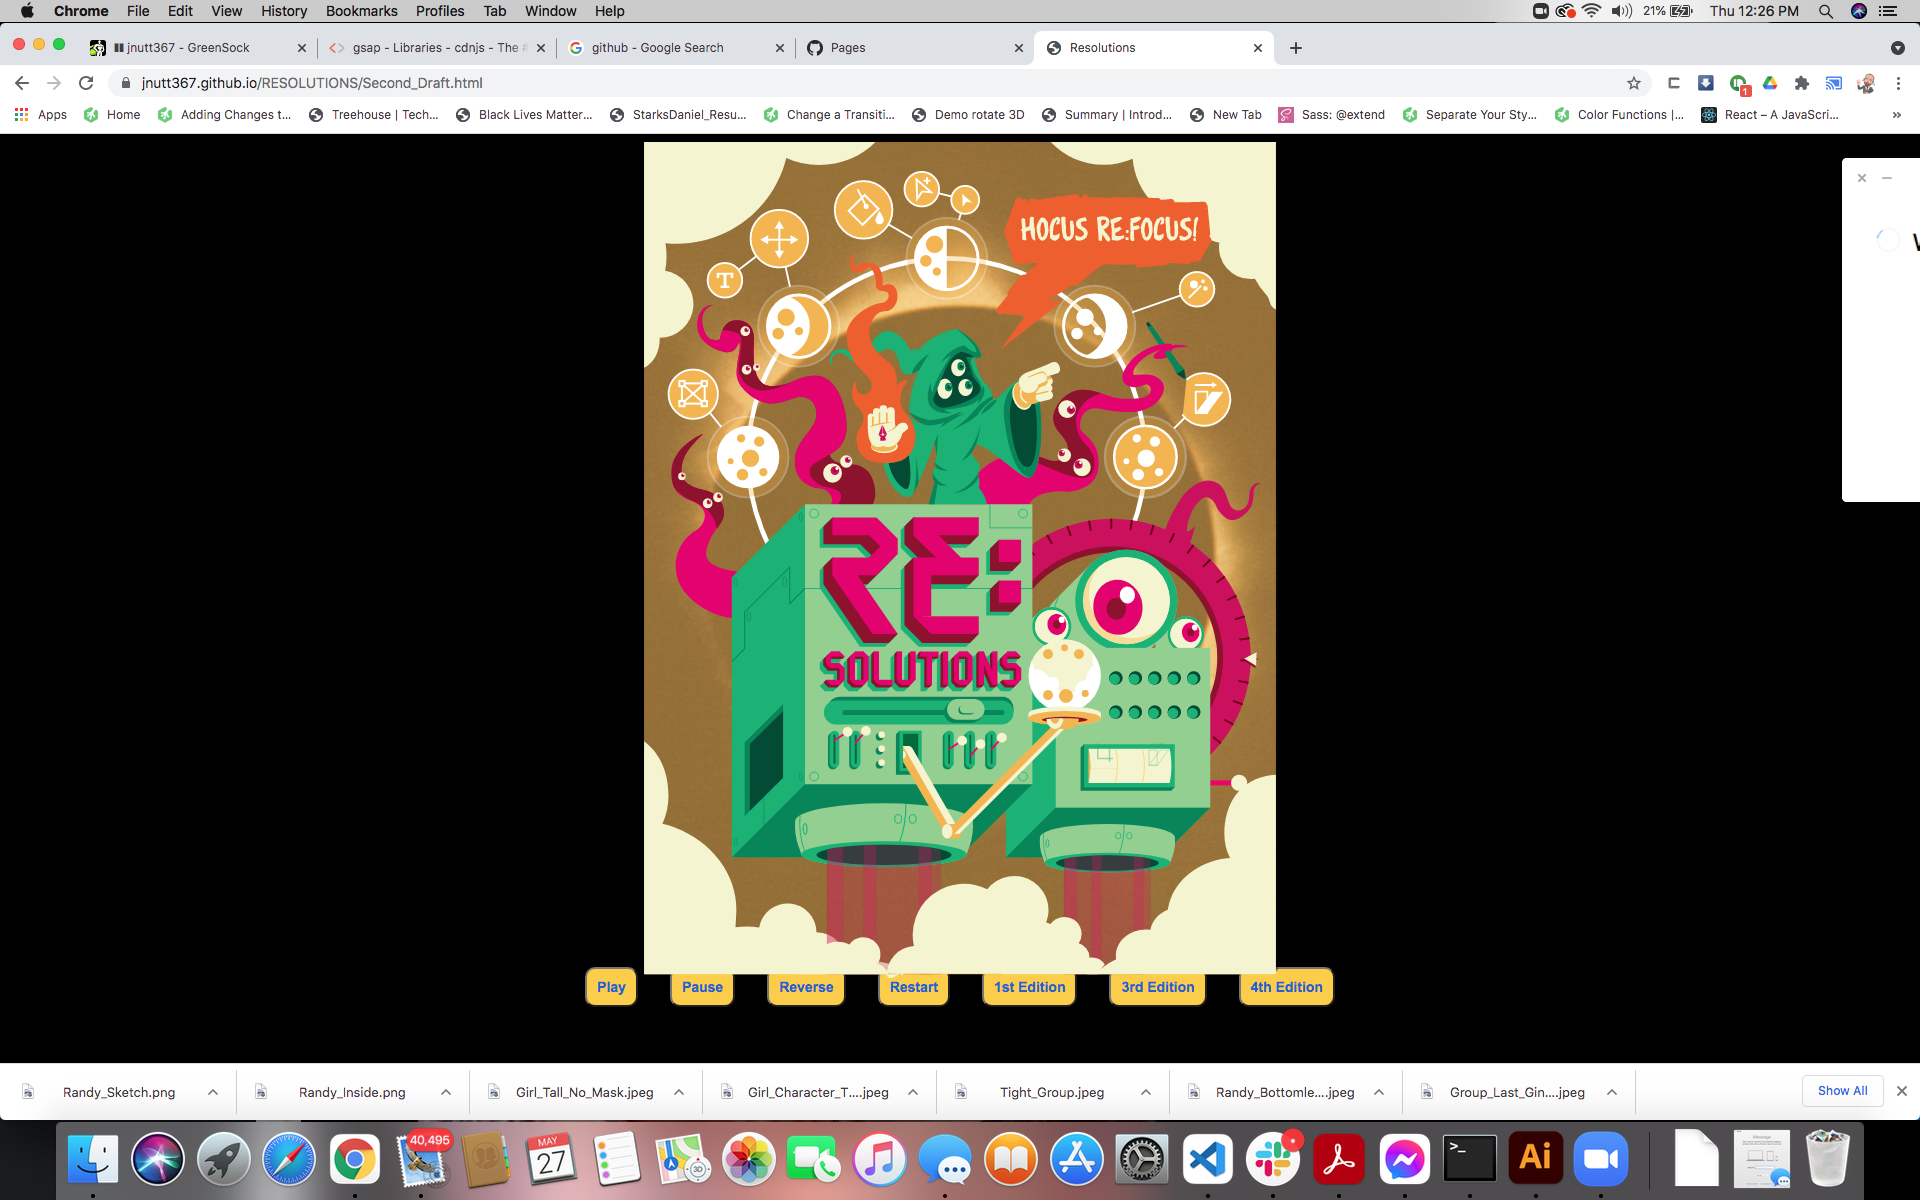 Chrome File Edit View History Bookmarks Profiles Tab Window Help 21% Thu 12:26 PM
jnutt367 - GreenSock
gsap - Libraries - cdnjs - The
github - Google Search
Pages
Resolutions
jnutt367.github.io/RESOLUTIONS/Second_Draft.html
1
Apps Home Adding Changes t... Treehouse | Tech... Black Lives Matter... StarksDaniel_Resu... Change a Transiti... Demo rotate 3D Summary | Introd... New Tab Sass: @extend Separate Your Sty... Color Functions |... React – A JavaScri... »
HOCUS RE:FOCUS!
T
RE:
SOLUTIONS
Play Pause Reverse Restart 1st Edition 3rd Edition 4th Edition
Randy_Sketch.png Randy_Inside.png Girl_Tall_No_Mask.jpeg Girl_Character_T....jpeg Tight_Group.jpeg Randy_Bottomle....jpeg Group_Last_Gin....jpeg Show All
40,495
MAY
27
3D
>_
Ai